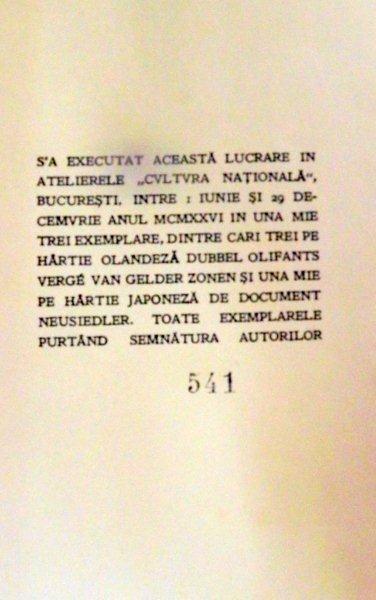 S'A EXECUTAT ACEASTĂ LUCRARE IN
ATELIERELE „CVLTVRA NAȚIONALĂ“,
BUCUREȘTI, INTRE 1 IUNIE ȘI 29 DE-
CEMVRIE ANUL MCMXXVI IN UNA MIE
TREI EXEMPLARE, DINTRE CARI TREI PE
HÂRTIE OLANDEZĂ DUBBEL OLIFANTS
VERGÉ VAN GELDER ZONEN ȘI UNA MIE
PE HÂRTIE JAPONEZĂ DE DOCUMENT
NEUSIEDLER. TOATE EXEMPLARELE
PURTÂND SEMNĂTURA AUTORILOR
541